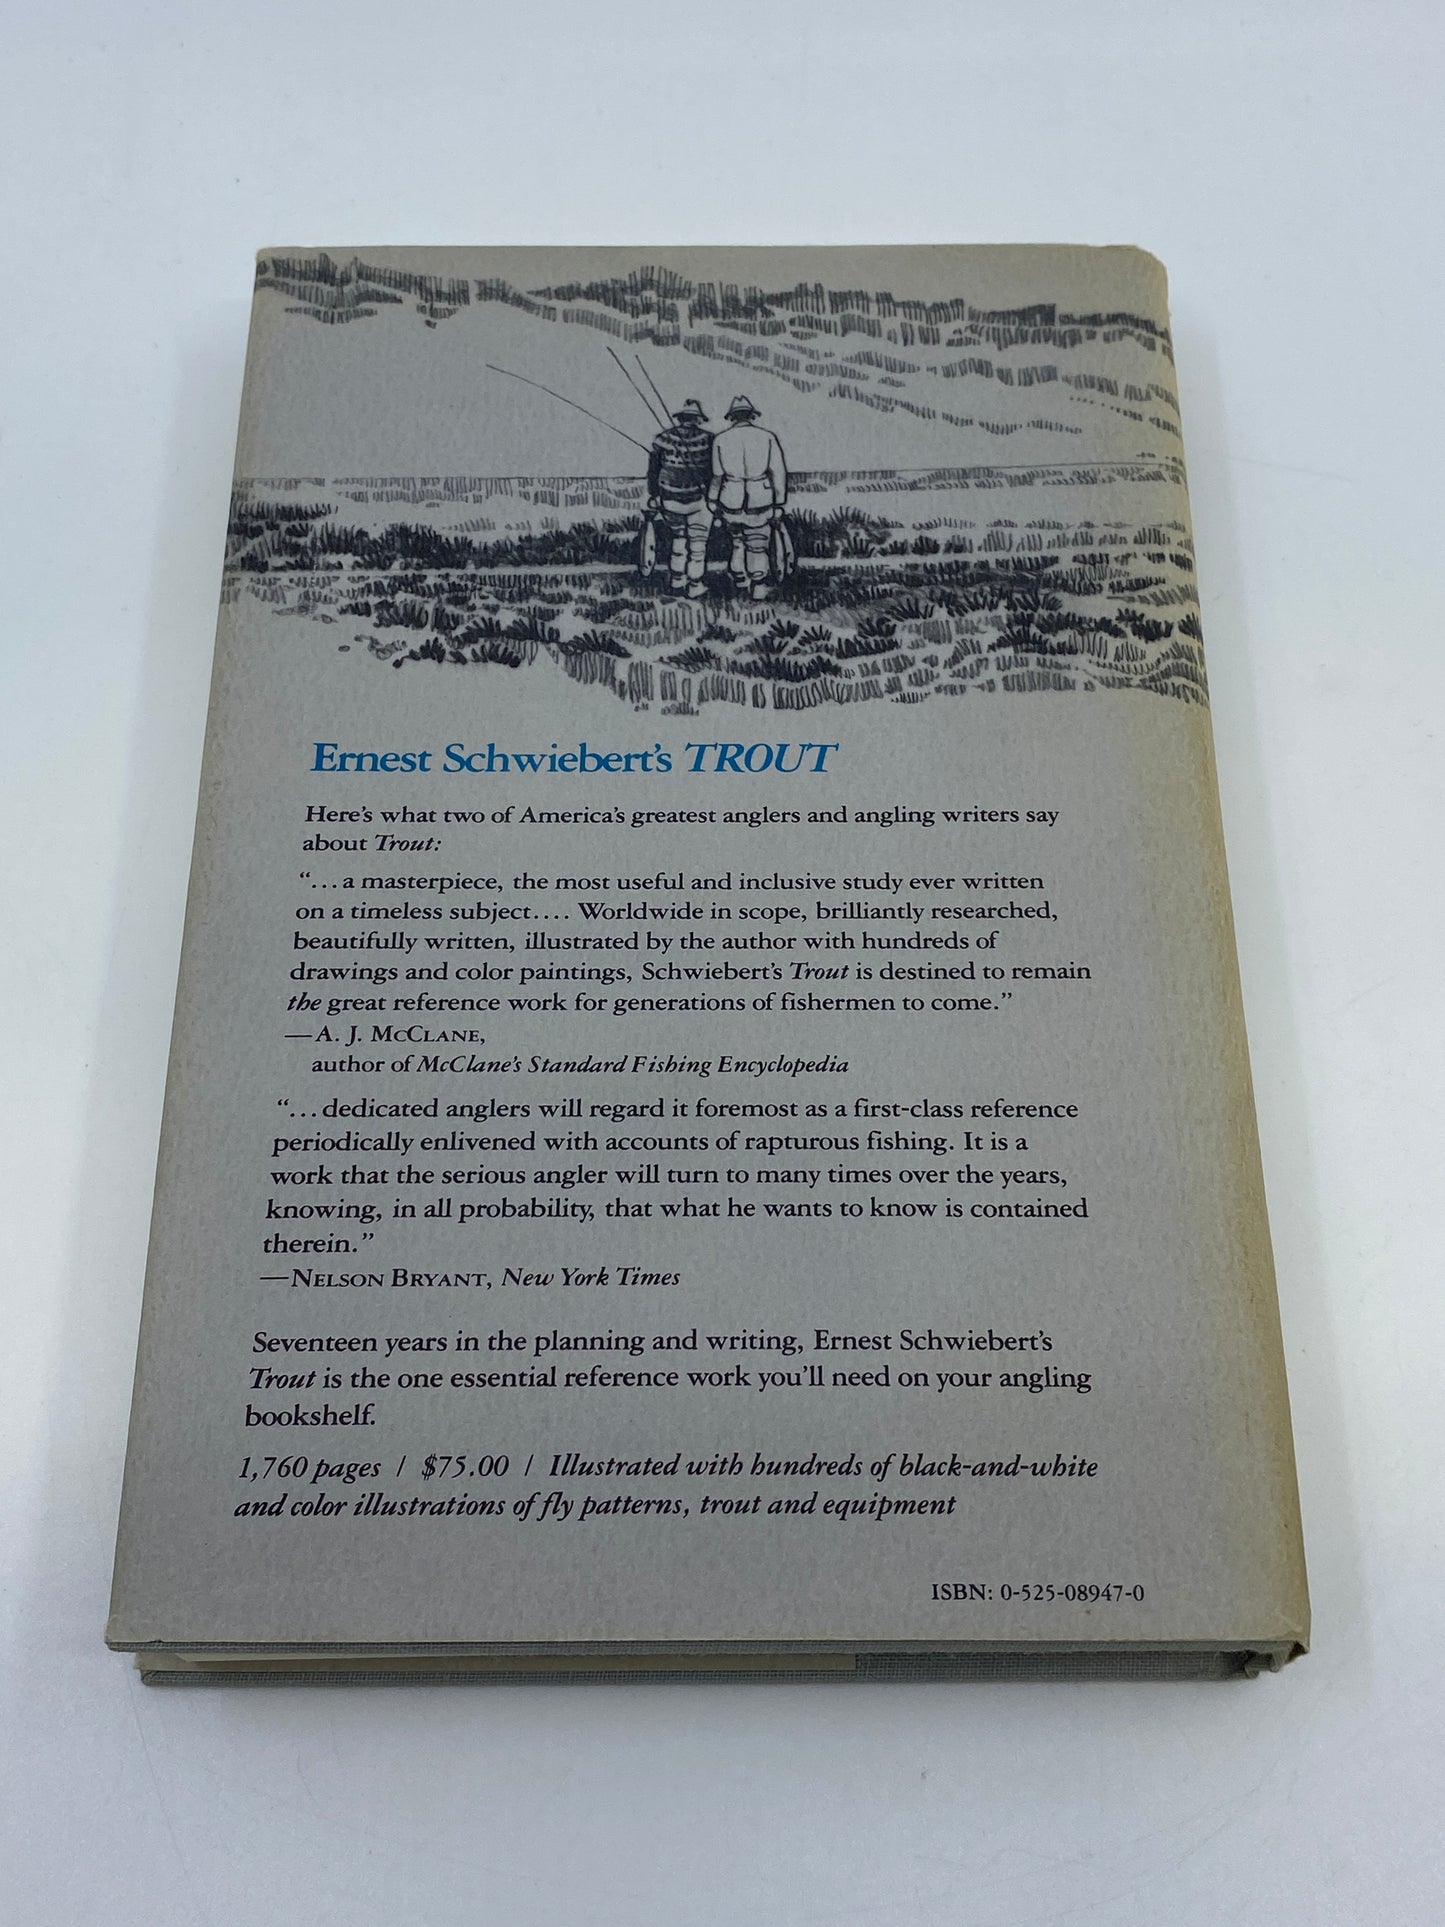 Ernest Schwiebert's TROUT
Here's what two of America's greatest anglers and angling writers say
about Trout:
“...a masterpiece, the most useful and inclusive study ever written
on a timeless subject.... Worldwide in scope, brilliantly researched,
beautifully written, illustrated by the author with hundreds of
drawings and color paintings, Schwiebert's Trout is destined to remain
the great reference work for generations of fishermen to come.”
—A. J. McCLANE,
author of McClane's Standard Fishing Encyclopedia
“...dedicated anglers will regard it foremost as a first-class reference
periodically enlivened with accounts of rapturous fishing. It is a
work that the serious angler will turn to many times over the years,
knowing, in all probability, that what he wants to know is contained
therein.”
—NELSON BRYANT, New York Times
Seventeen years in the planning and writing, Ernest Schwiebert's
Trout is the one essential reference work you'll need on your angling
bookshelf.
1,760 pages / $75.00 / Illustrated with hundreds of black-and-white
and color illustrations of fly patterns, trout and equipment
ISBN: 0-525-08947-0